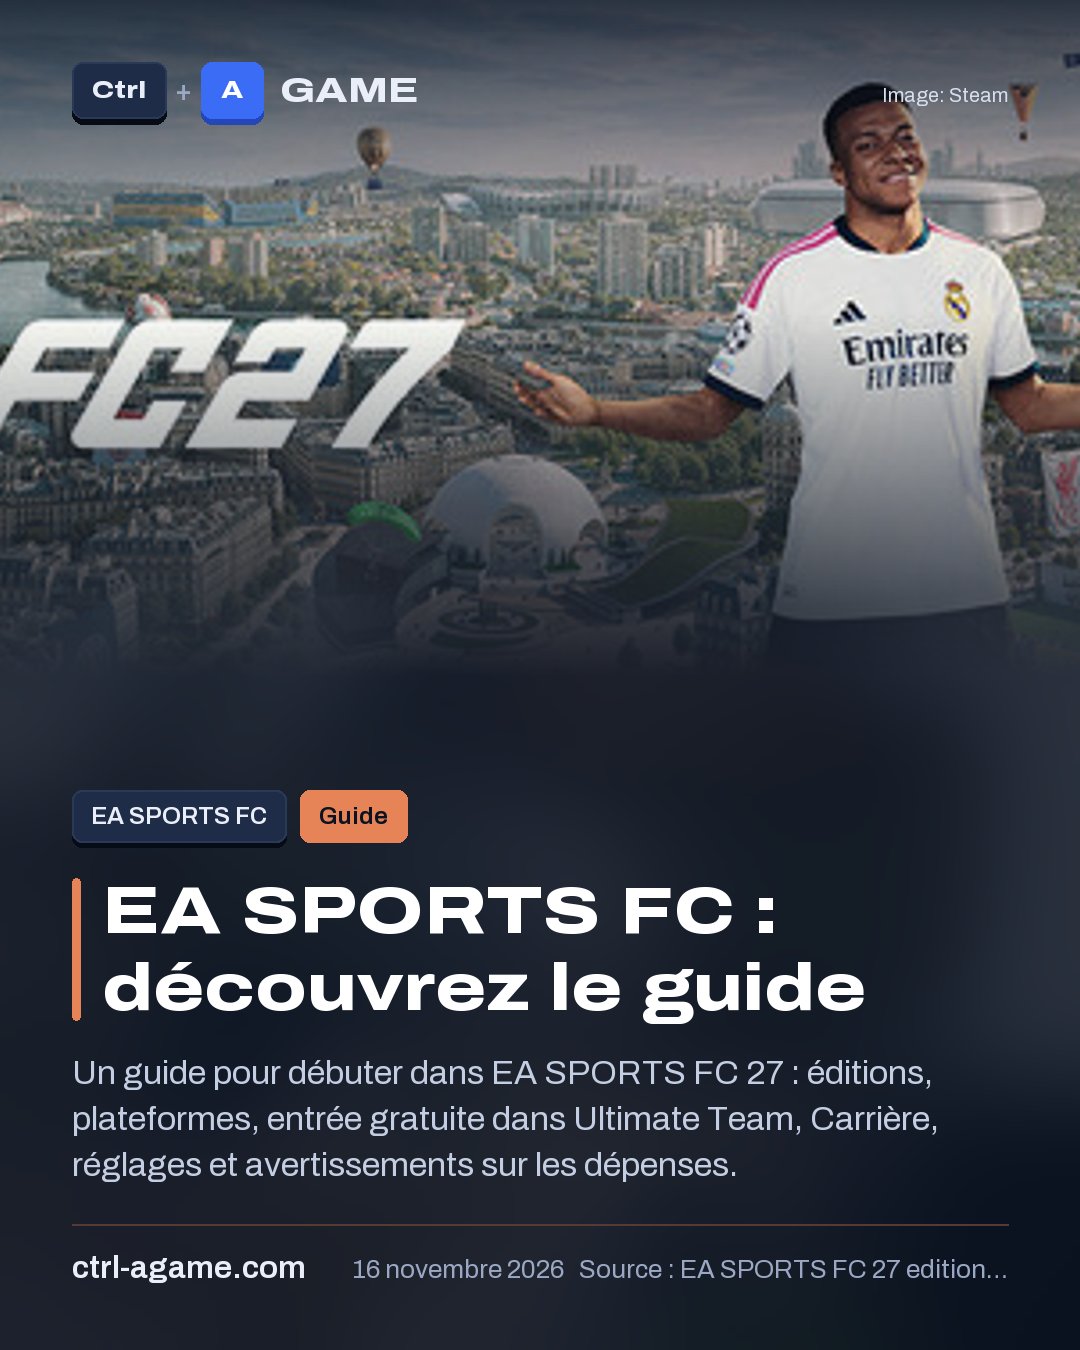 Ctrl + A GAME
Image: Steam
FC27
Emirates
FLY BETTER
EA SPORTS FC
Guide
EA SPORTS FC :
découvrez le guide
Un guide pour débuter dans EA SPORTS FC 27 : éditions,
plateformes, entrée gratuite dans Ultimate Team, Carrière,
réglages et avertissements sur les dépenses.
ctrl-agame.com
16 novembre 2026 Source : EA SPORTS FC 27 edition...